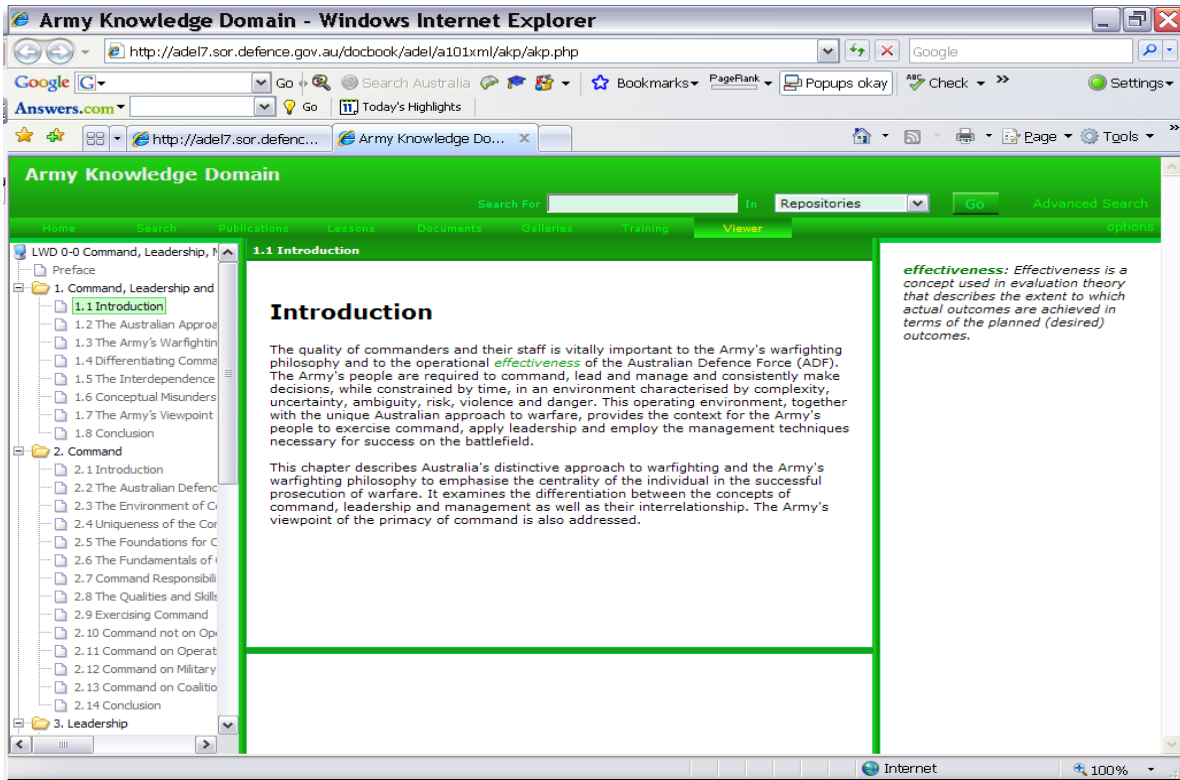 Army Knowledge Domain - Windows Internet Explorer
http://adel7.sor.defence.gov.au/docbook/adel/a101xml/akp/akp.php
Google
Google G
Go
Search Australia
Bookmarks
PageRank
Popups okay
ABC Check
Settings
Answers.com
Go
Today's Highlights
http://adel7.sor.defenc...
Army Knowledge Do...
x
Page
Tools
Army Knowledge Domain
Search For
In
Repositories
Go
Advanced Search
Home Search Publications Lessons Documents Galleries Training Viewer options
LWD 0-0 Command, Leadership,
Preface
1. Command, Leadership and
1.1 Introduction
1.2 The Australian Approa
1.3 The Army's Warfightin
1.4 Differentiating Comma
1.5 The Interdependence
1.6 Conceptual Misunders
1.7 The Army's Viewpoint
1.8 Conclusion
2. Command
2.1 Introduction
2.2 The Australian Defenc
2.3 The Environment of Co
2.4 Uniqueness of the Cor
2.5 The Foundations for C
2.6 The Fundamentals of
2.7 Command Responsibili
2.8 The Qualities and Skills
2.9 Exercising Command
2.10 Command not on Ope
2.11 Command on Operat
2.12 Command on Military
2.13 Command on Coalitio
2.14 Conclusion
3. Leadership
1.1 Introduction
Introduction
The quality of commanders and their staff is vitally important to the Army's warfighting
philosophy and to the operational effectiveness of the Australian Defence Force (ADF).
The Army's people are required to command, lead and manage and consistently make
decisions, while constrained by time, in an environment characterised by complexity,
uncertainty, ambiguity, risk, violence and danger. This operating environment, together
with the unique Australian approach to warfare, provides the context for the Army's
people to exercise command, apply leadership and employ the management techniques
necessary for success on the battlefield.
This chapter describes Australia's distinctive approach to warfighting and the Army's
warfighting philosophy to emphasise the centrality of the individual in the successful
prosecution of warfare. It examines the differentiation between the concepts of
command, leadership and management as well as their interrelationship. The Army's
viewpoint of the primacy of command is also addressed.
effectiveness: Effectiveness is a
concept used in evaluation theory
that describes the extent to which
actual outcomes are achieved in
terms of the planned (desired)
outcomes.
Internet
100%